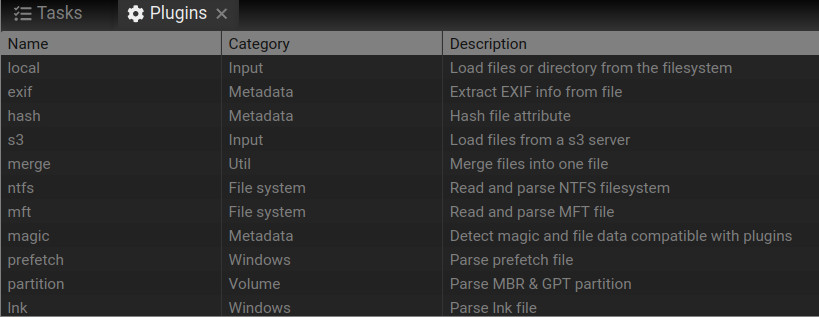 Tasks Plugins
Name Category Description
local Input Load files or directory from the filesystem
exif Metadata Extract EXIF info from file
hash Metadata Hash file attribute
s3 Input Load files from a s3 server
merge Util Merge files into one file
ntfs File system Read and parse NTFS filesystem
mft File system Read and parse MFT file
magic Metadata Detect magic and file data compatible with plugins
prefetch Windows Parse prefetch file
partition Volume Parse MBR & GPT partition
lnk Windows Parse lnk file